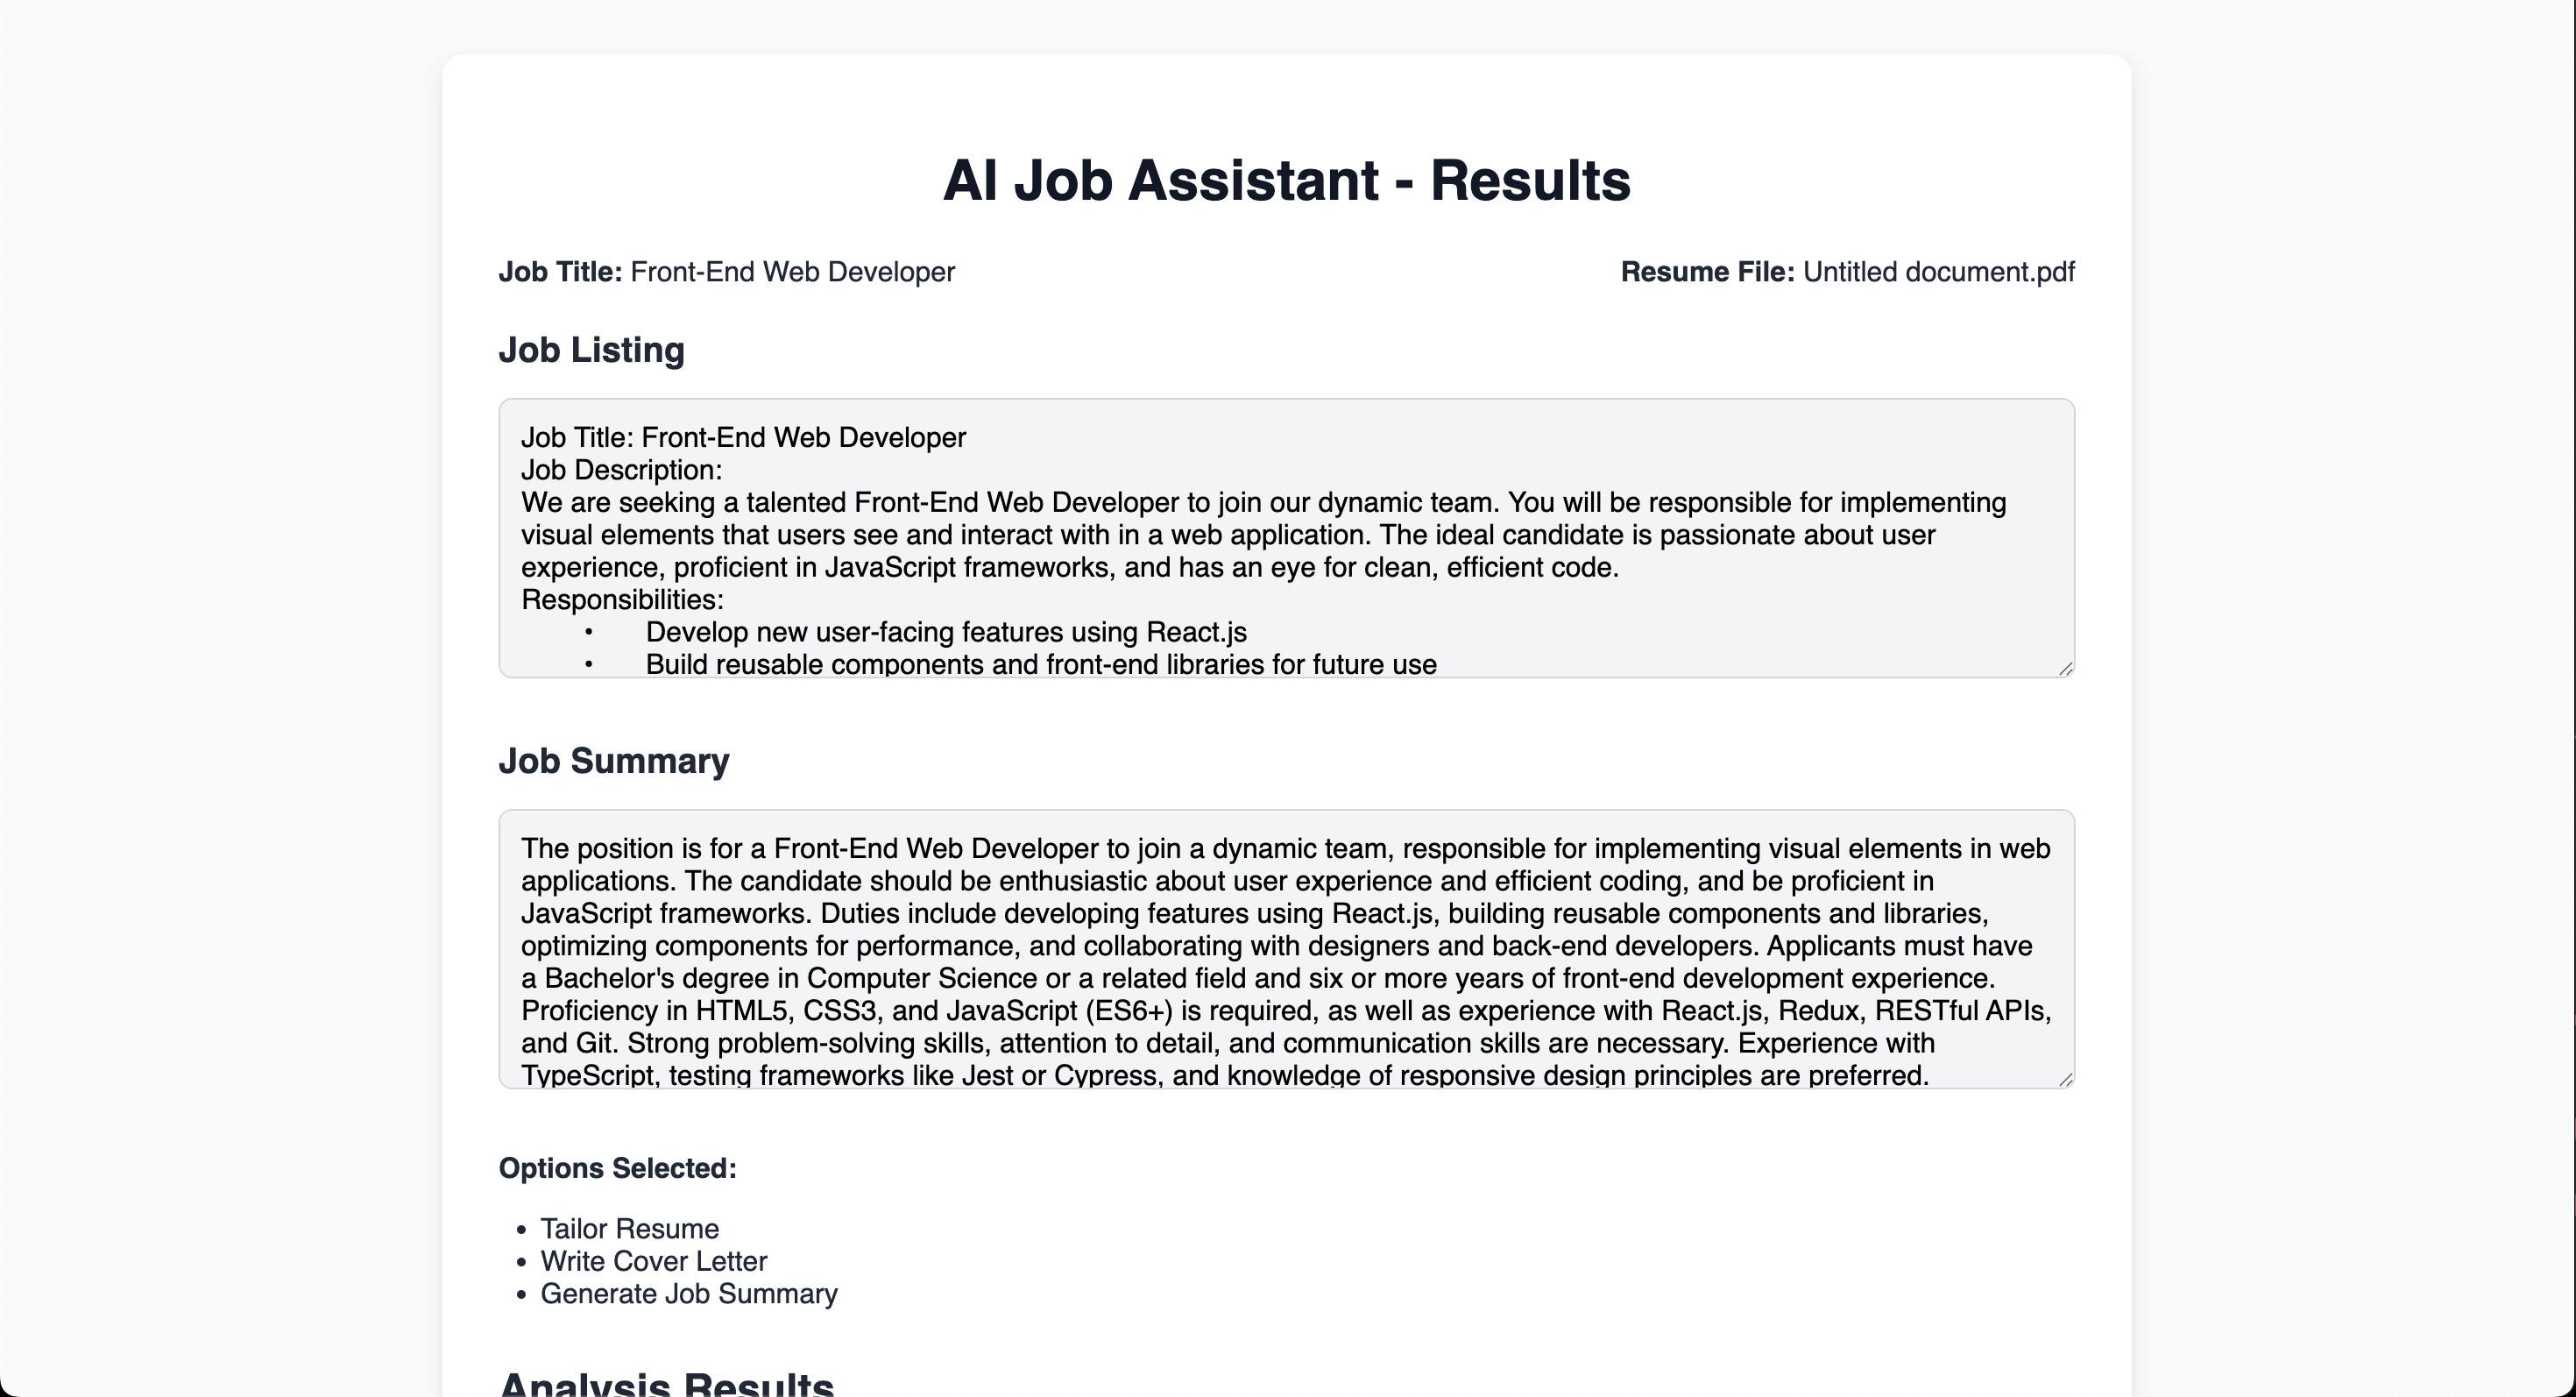 AI Job Assistant - Results
Job Title: Front-End Web Developer
Resume File: Untitled document.pdf
Job Listing
Job Title: Front-End Web Developer
Job Description:
We are seeking a talented Front-End Web Developer to join our dynamic team. You will be responsible for implementing
visual elements that users see and interact with in a web application. The ideal candidate is passionate about user
experience, proficient in JavaScript frameworks, and has an eye for clean, efficient code.
Responsibilities:
• Develop new user-facing features using React.js
• Build reusable components and front-end libraries for future use
Job Summary
The position is for a Front-End Web Developer to join a dynamic team, responsible for implementing visual elements in web
applications. The candidate should be enthusiastic about user experience and efficient coding, and be proficient in
JavaScript frameworks. Duties include developing features using React.js, building reusable components and libraries,
optimizing components for performance, and collaborating with designers and back-end developers. Applicants must have
a Bachelor's degree in Computer Science or a related field and six or more years of front-end development experience.
Proficiency in HTML5, CSS3, and JavaScript (ES6+) is required, as well as experience with React.js, Redux, RESTful APIs,
and Git. Strong problem-solving skills, attention to detail, and communication skills are necessary. Experience with
TypeScript, testing frameworks like Jest or Cypress, and knowledge of responsive design principles are preferred.
Options Selected:
• Tailor Resume
• Write Cover Letter
• Generate Job Summary
Analysis Results